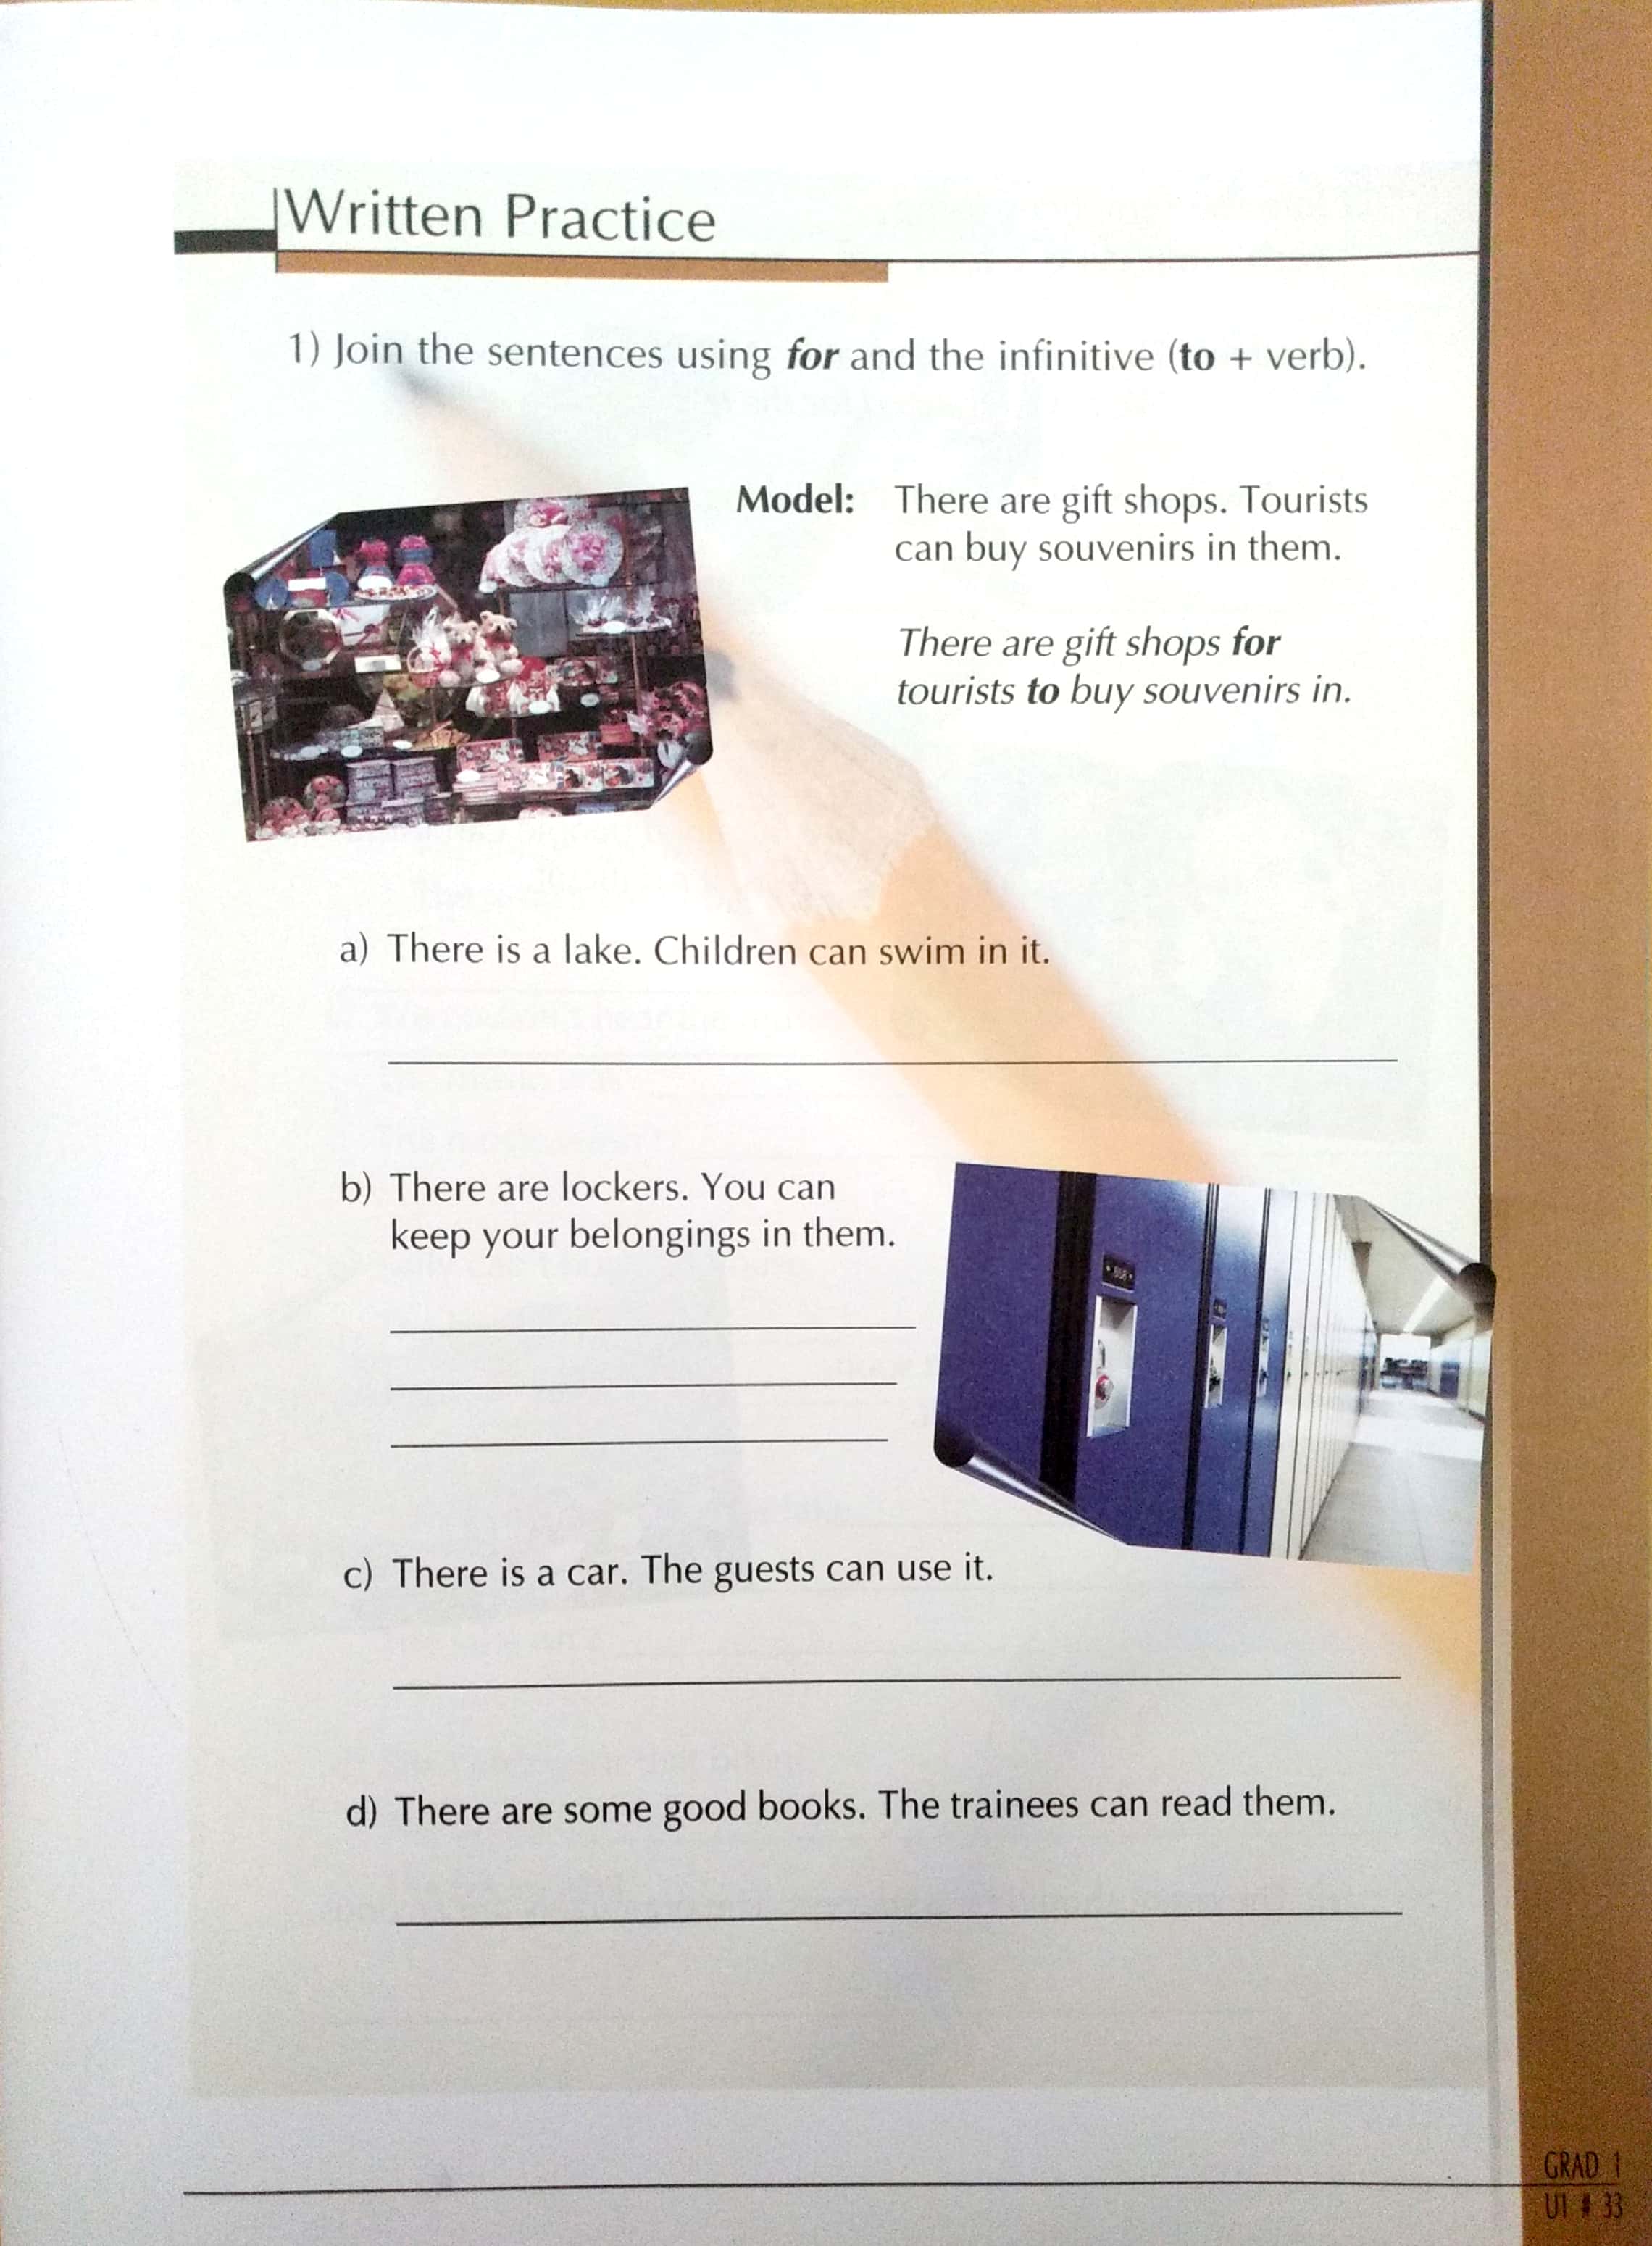 Written Practice
1) Join the sentences using for and the infinitive (to + verb).
Model: There are gift shops. Tourists
can buy souvenirs in them.
There are gift shops for
tourists to buy souvenirs in.
a) There is a lake. Children can swim in it.
b) There are lockers. You can
keep your belongings in them.
c) There is a car. The guests can use it.
d) There are some good books. The trainees can read them.
GRAD 1
U1 # 33